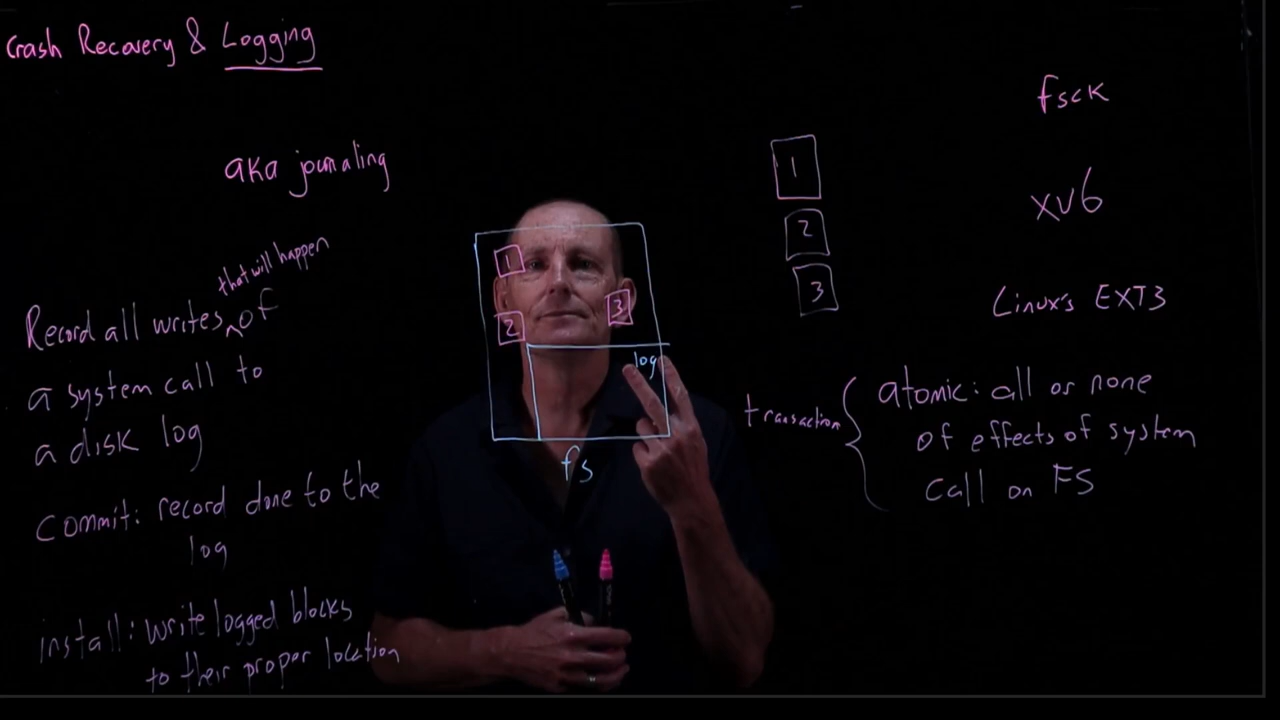 Crash Recovery & Logging
aka journaling
that will happen
Record all writes ^ of
a system call to
a disk log
Commit: record done to the
log
install: write logged blocks
to their proper location
1
2
3
log
fs
1
2
3
fsck
xv6
Linux's EXT3
transaction
atomic: all or none
of effects of system
call on FS